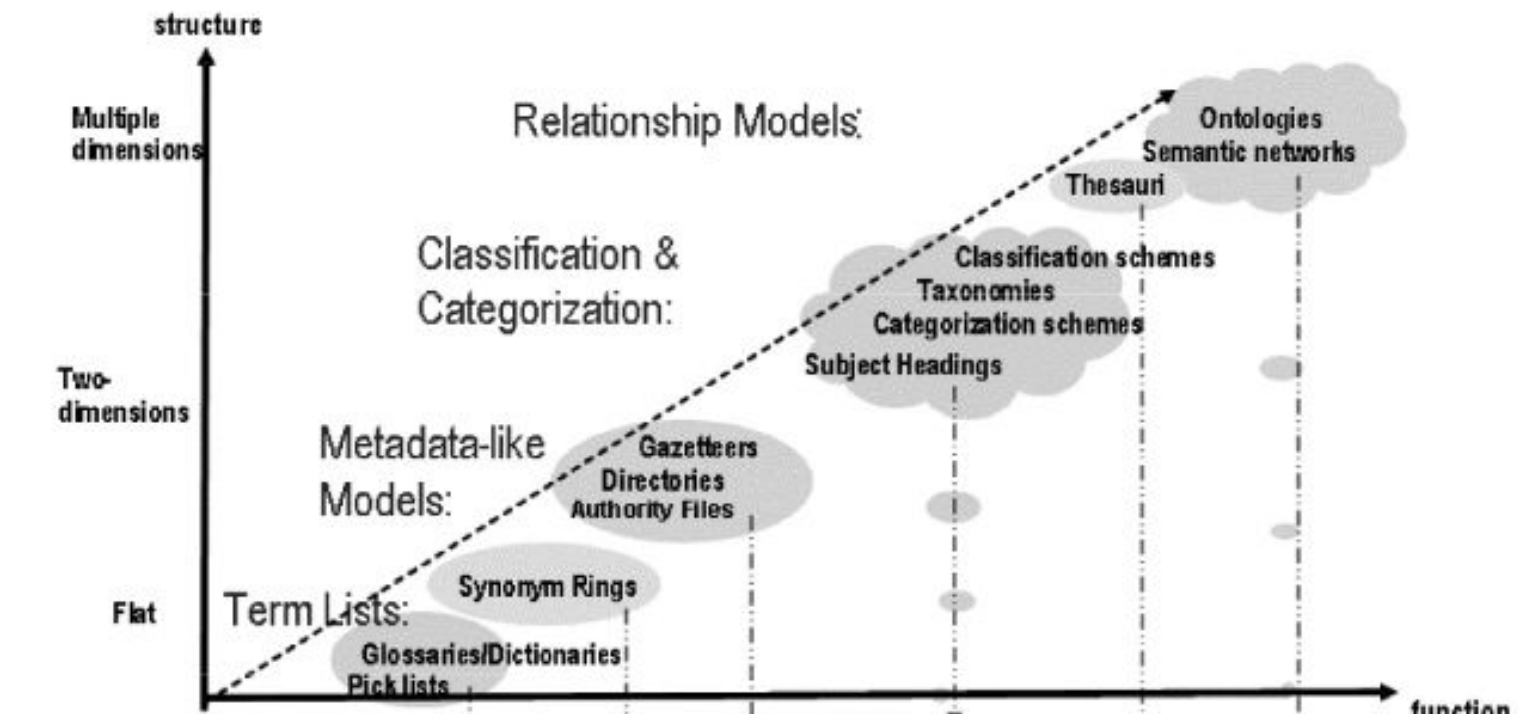 structure
Multiple
dimensions
Relationship Models:
Ontologies
Semantic networks
Thesauri
Classification &
Categorization:
Classification schemes
Taxonomies
Categorization schemes
Subject Headings
Two-
dimensions
Metadata-like
Models:
Gazetteers
Directories
Authority Files
Synonym Rings
Flat
Term Lists:
Glossaries/Dictionaries
Pick lists
function